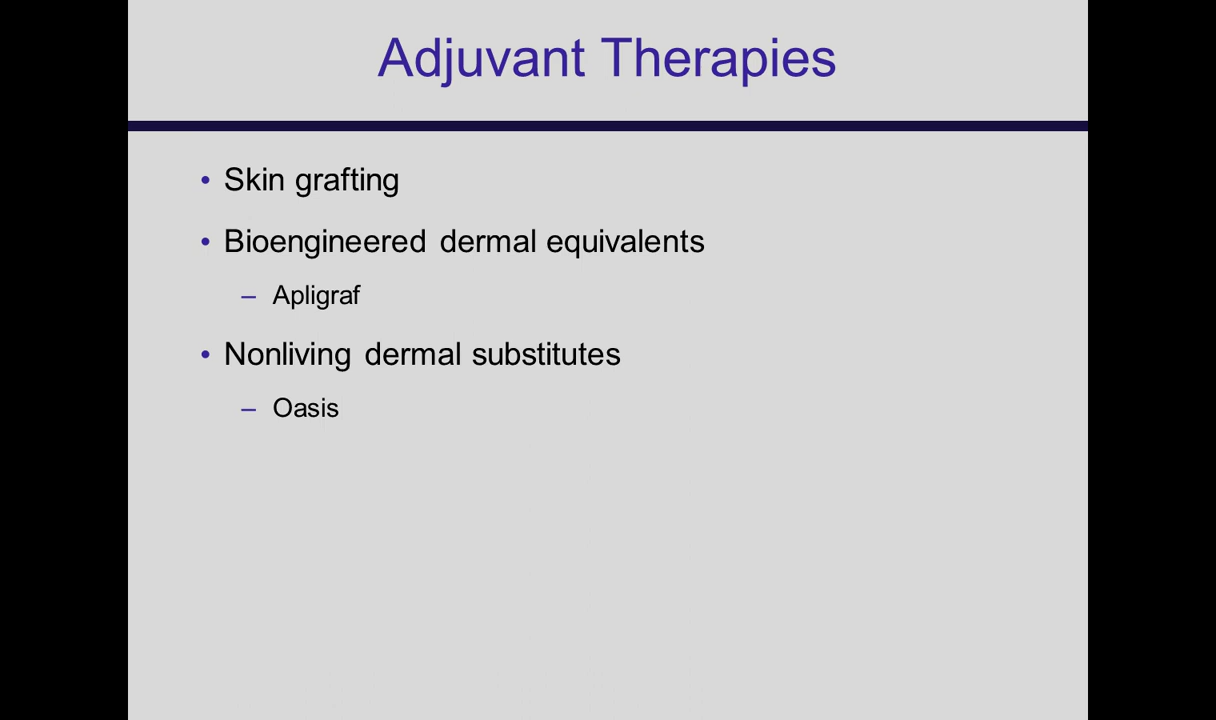 Adjuvant Therapies
• Skin grafting
• Bioengineered dermal equivalents
– Apligraf
• Nonliving dermal substitutes
– Oasis